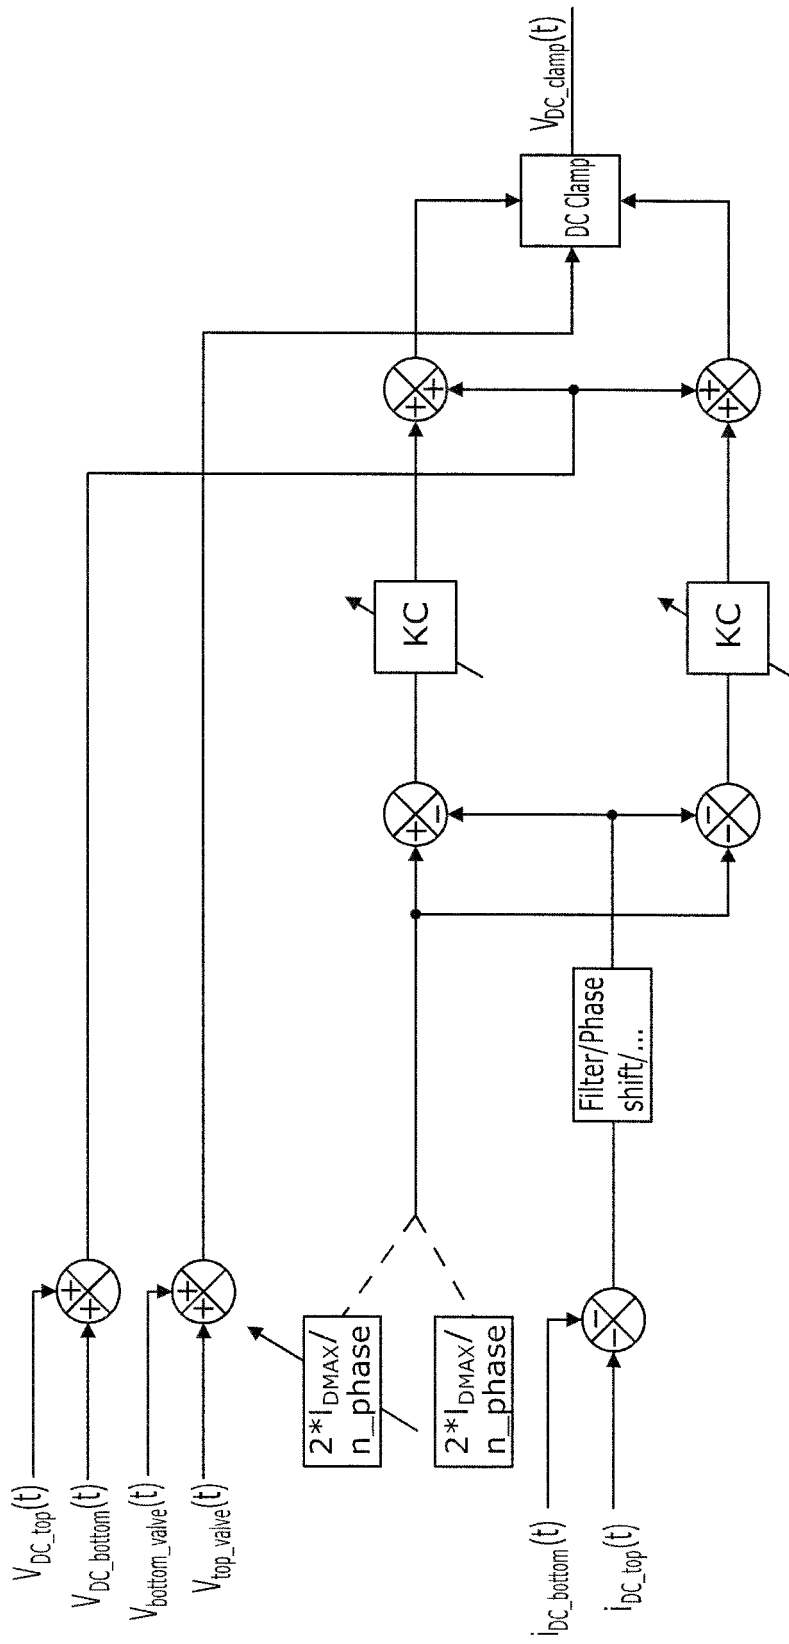 V_DC_top(t)
V_DC_bottom(t)
V_bottom_valve(t)
V_top_valve(t)
+
+
+
+
2*I_DMAX/
n_phase
2*I_DMAX/
n_phase
i_DC_bottom(t)
i_DC_top(t)
-
-
Filter/Phase
shift/...
+
-
-
-
KC
KC
+
+
+
+
DC Clamp
V_DC_clamp(t)